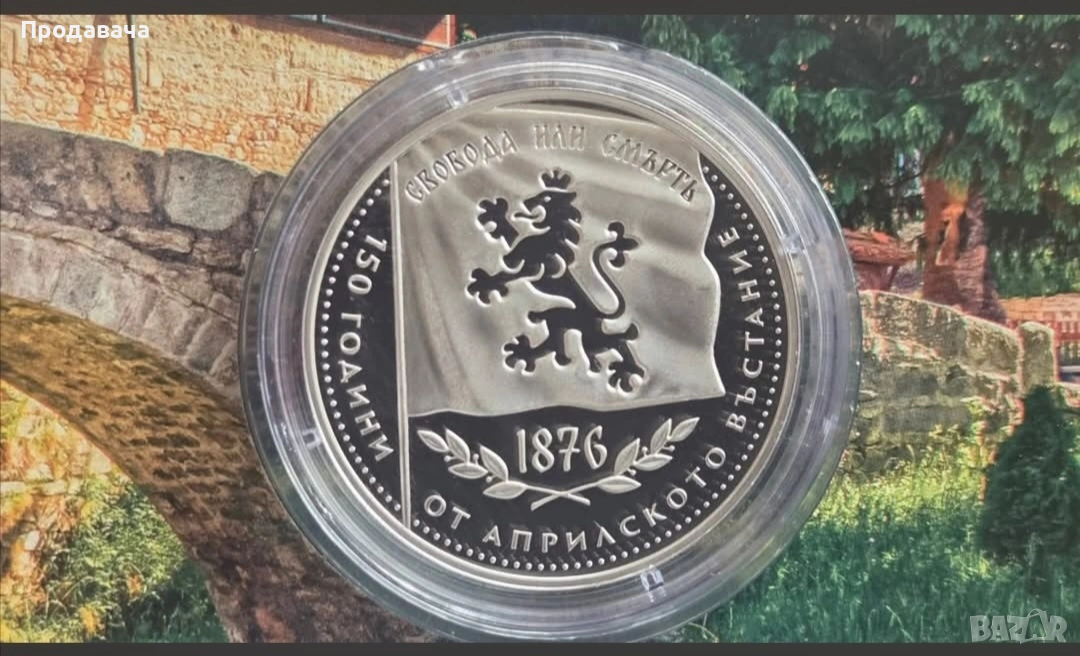 Продавача
СВОБОДА ИЛИ СМЪРТЬ
150 ГОДИНИ ОТ АПРИЛСКОТО ВЪСТАНИЕ
1876
BAZAR